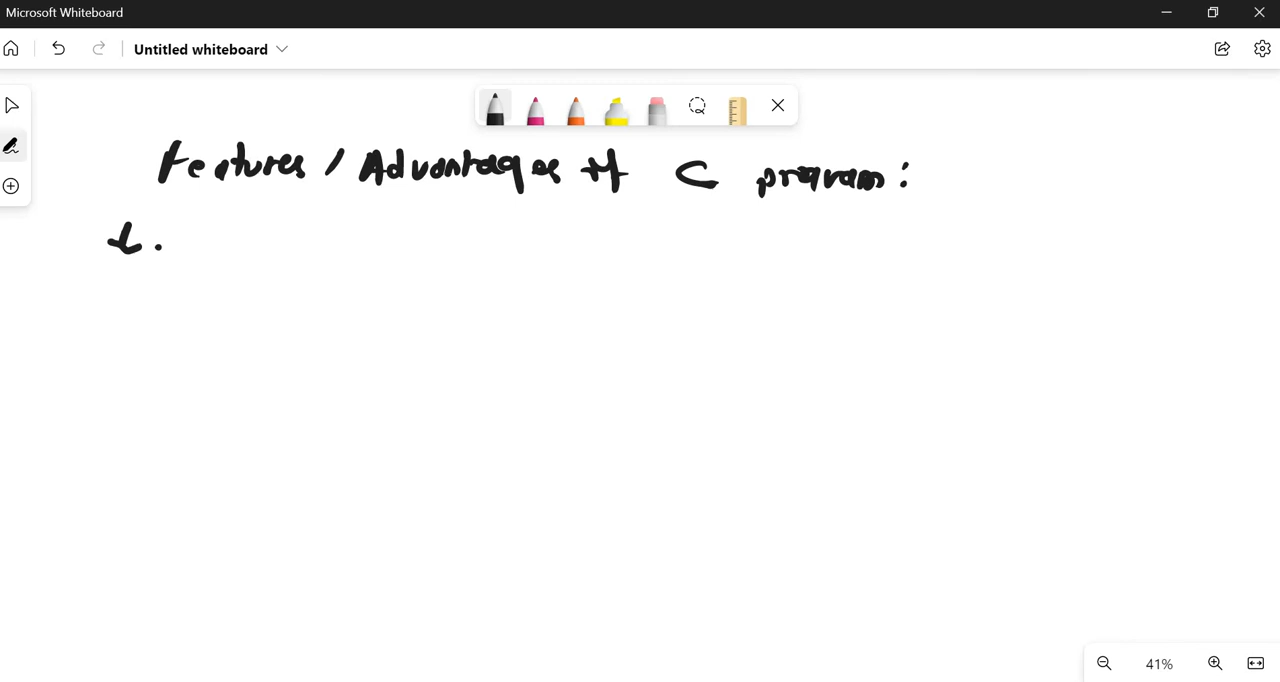 Microsoft Whiteboard
Untitled whiteboard
Features / Advantages of C program :
1.
41%